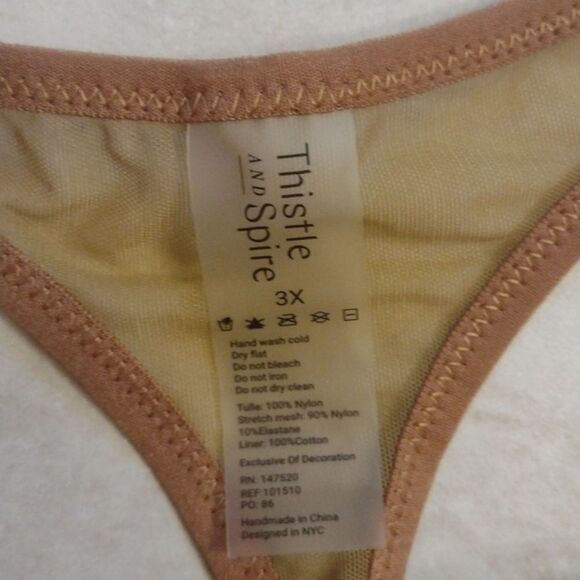 Thistle
AND Spire
3X
Hand wash cold
Dry flat
Do not bleach
Do not iron
Do not dry clean
Tulle: 100% Nylon
Stretch mesh: 90% Nylon
10%Elastane
Liner: 100%Cotton
Exclusive Of Decoration
RN: 147520
REF:101510
PO: 86
Handmade in China
Designed in NYC